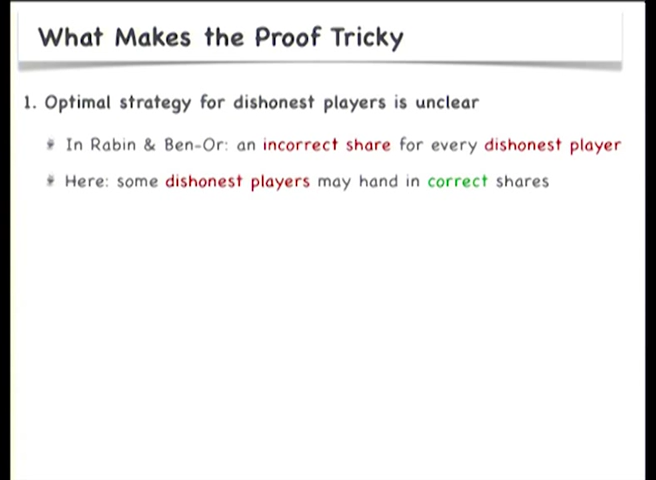 What Makes the Proof Tricky
1. Optimal strategy for dishonest players is unclear
* In Rabin & Ben-Or: an incorrect share for every dishonest player
* Here: some dishonest players may hand in correct shares